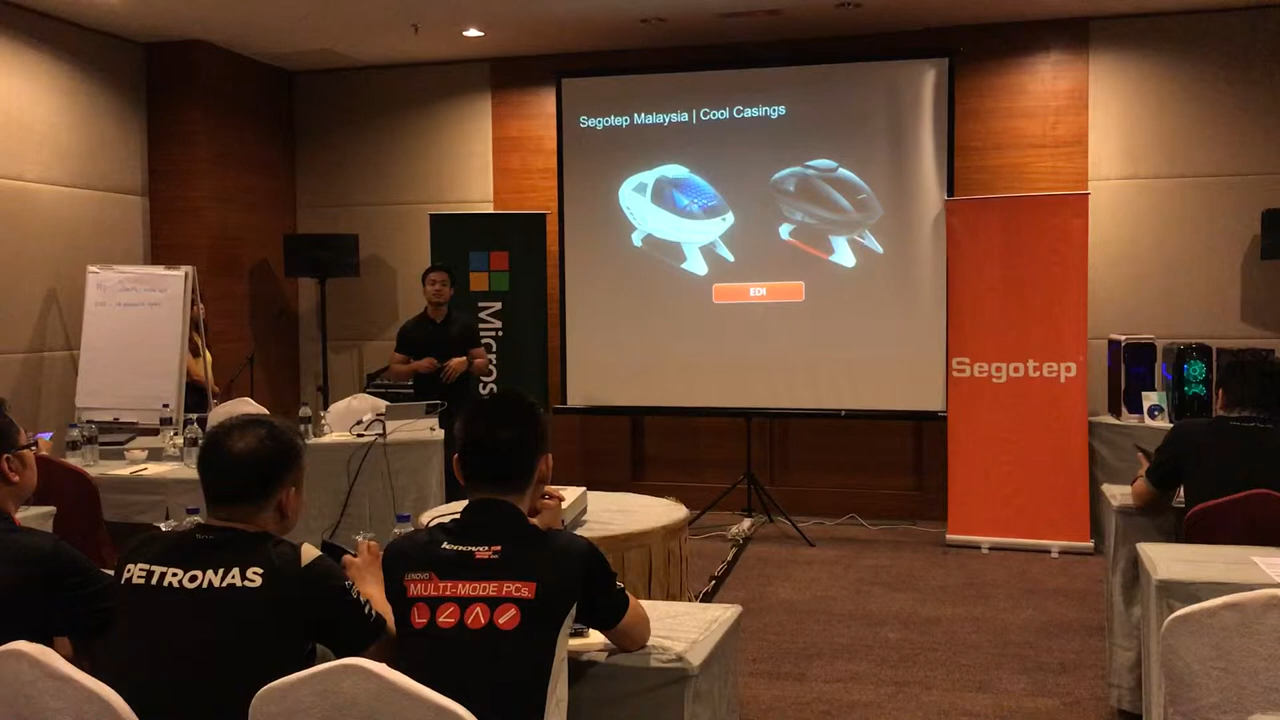 Segotep Malaysia | Cool Casings
EDI
Micros
Segotep
PETRONAS
lenovo
LENOVO
MULTI-MODE PCs.